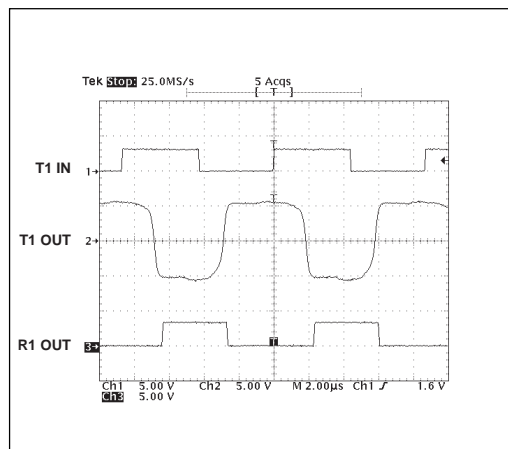 Tek Stop: 25.0MS/s 5 Acqs
[ T ]
T
T1 IN 1→
T
T1 OUT 2→
T
R1 OUT 3→
Ch1 5.00 V Ch2 5.00 V M 2.00µs Ch1 ƒ 1.6 V
Ch3 5.00 V